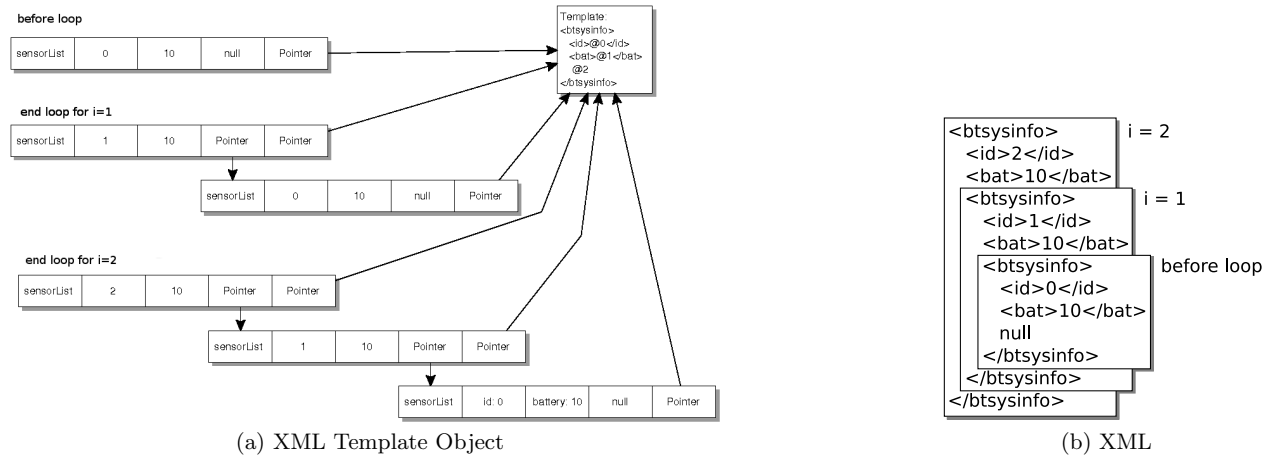 before loop
sensorList 0 10 null Pointer
Template:
<btsysinfo>
<id>@0</id>
<bat>@1</bat>
@2
</btsysinfo>
end loop for i=1
sensorList 1 10 Pointer Pointer
sensorList 0 10 null Pointer
end loop for i=2
sensorList 2 10 Pointer Pointer
sensorList 1 10 Pointer Pointer
sensorList id: 0 battery: 10 null Pointer
(a) XML Template Object
<btsysinfo> i = 2
<id>2</id>
<bat>10</bat>
<btsysinfo> i = 1
<id>1</id>
<bat>10</bat>
<btsysinfo> before loop
<id>0</id>
<bat>10</bat>
null
</btsysinfo>
</btsysinfo>
</btsysinfo>
(b) XML